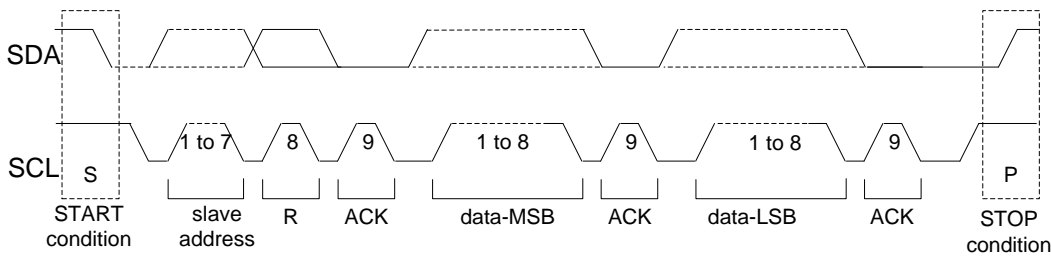 SDA
1 to 7 8 9 1 to 8 9 1 to 8 9
SCL S P
START condition
slave address
R
ACK
data-MSB
ACK
data-LSB
ACK
STOP condition